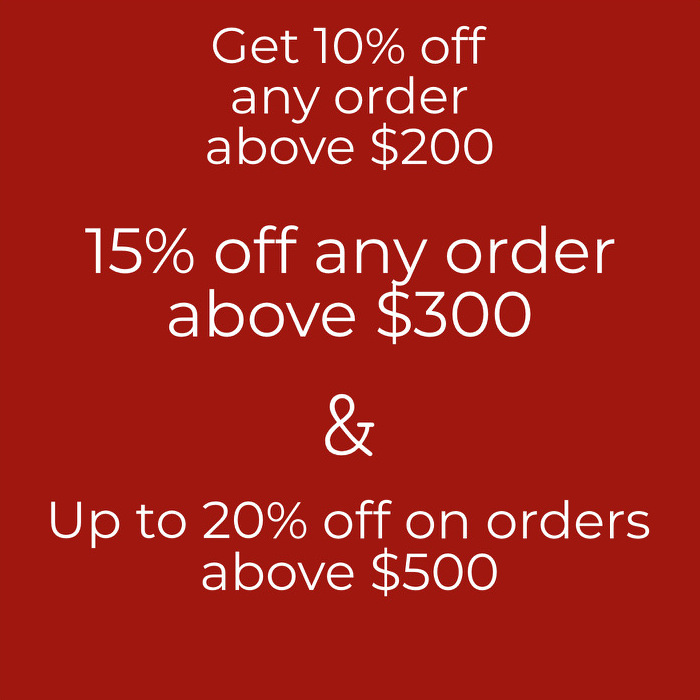 Get 10% off
any order
above $200
15% off any order
above $300
&
Up to 20% off on orders
above $500